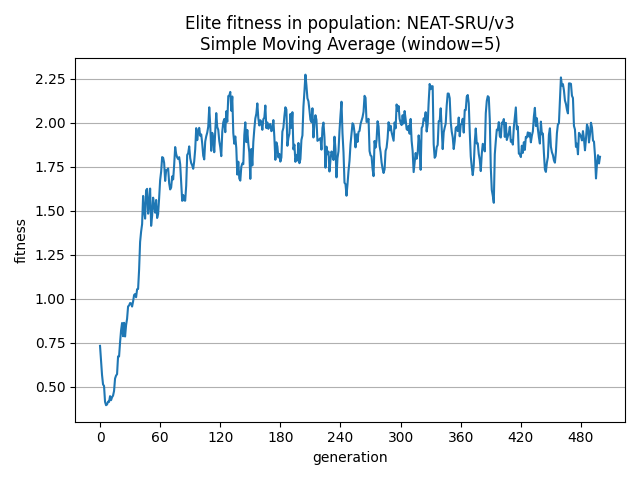 Elite fitness in population: NEAT-SRU/v3
Simple Moving Average (window=5)
fitness
2.25
2.00
1.75
1.50
1.25
1.00
0.75
0.50
0 60 120 180 240 300 360 420 480
generation